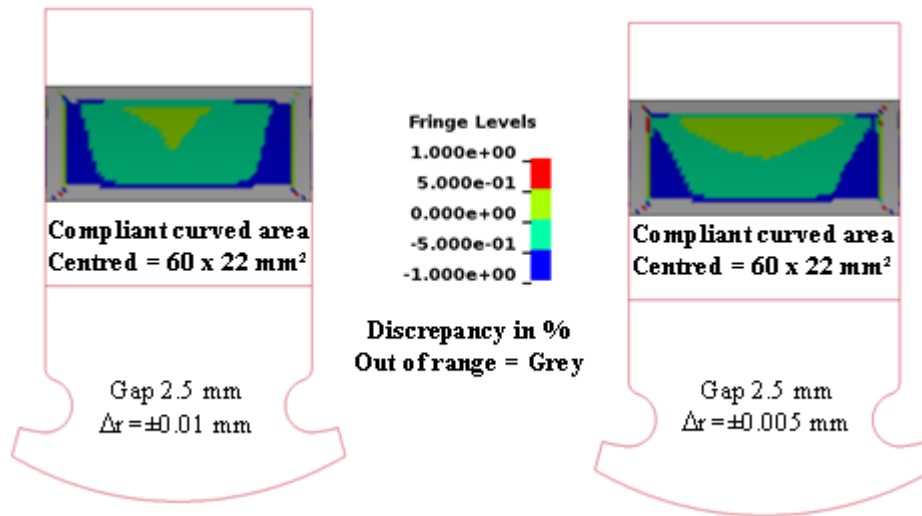 Compliant curved area
Centred = 60 x 22 mm²
Gap 2.5 mm
Δr=±0.01 mm
Fringe Levels
1.000e+00
5.000e-01
0.000e+00
-5.000e-01
-1.000e+00
Discrepancy in %
Out of range = Grey
Compliant curved area
Centred = 60 x 22 mm²
Gap 2.5 mm
Δr=±0.005 mm